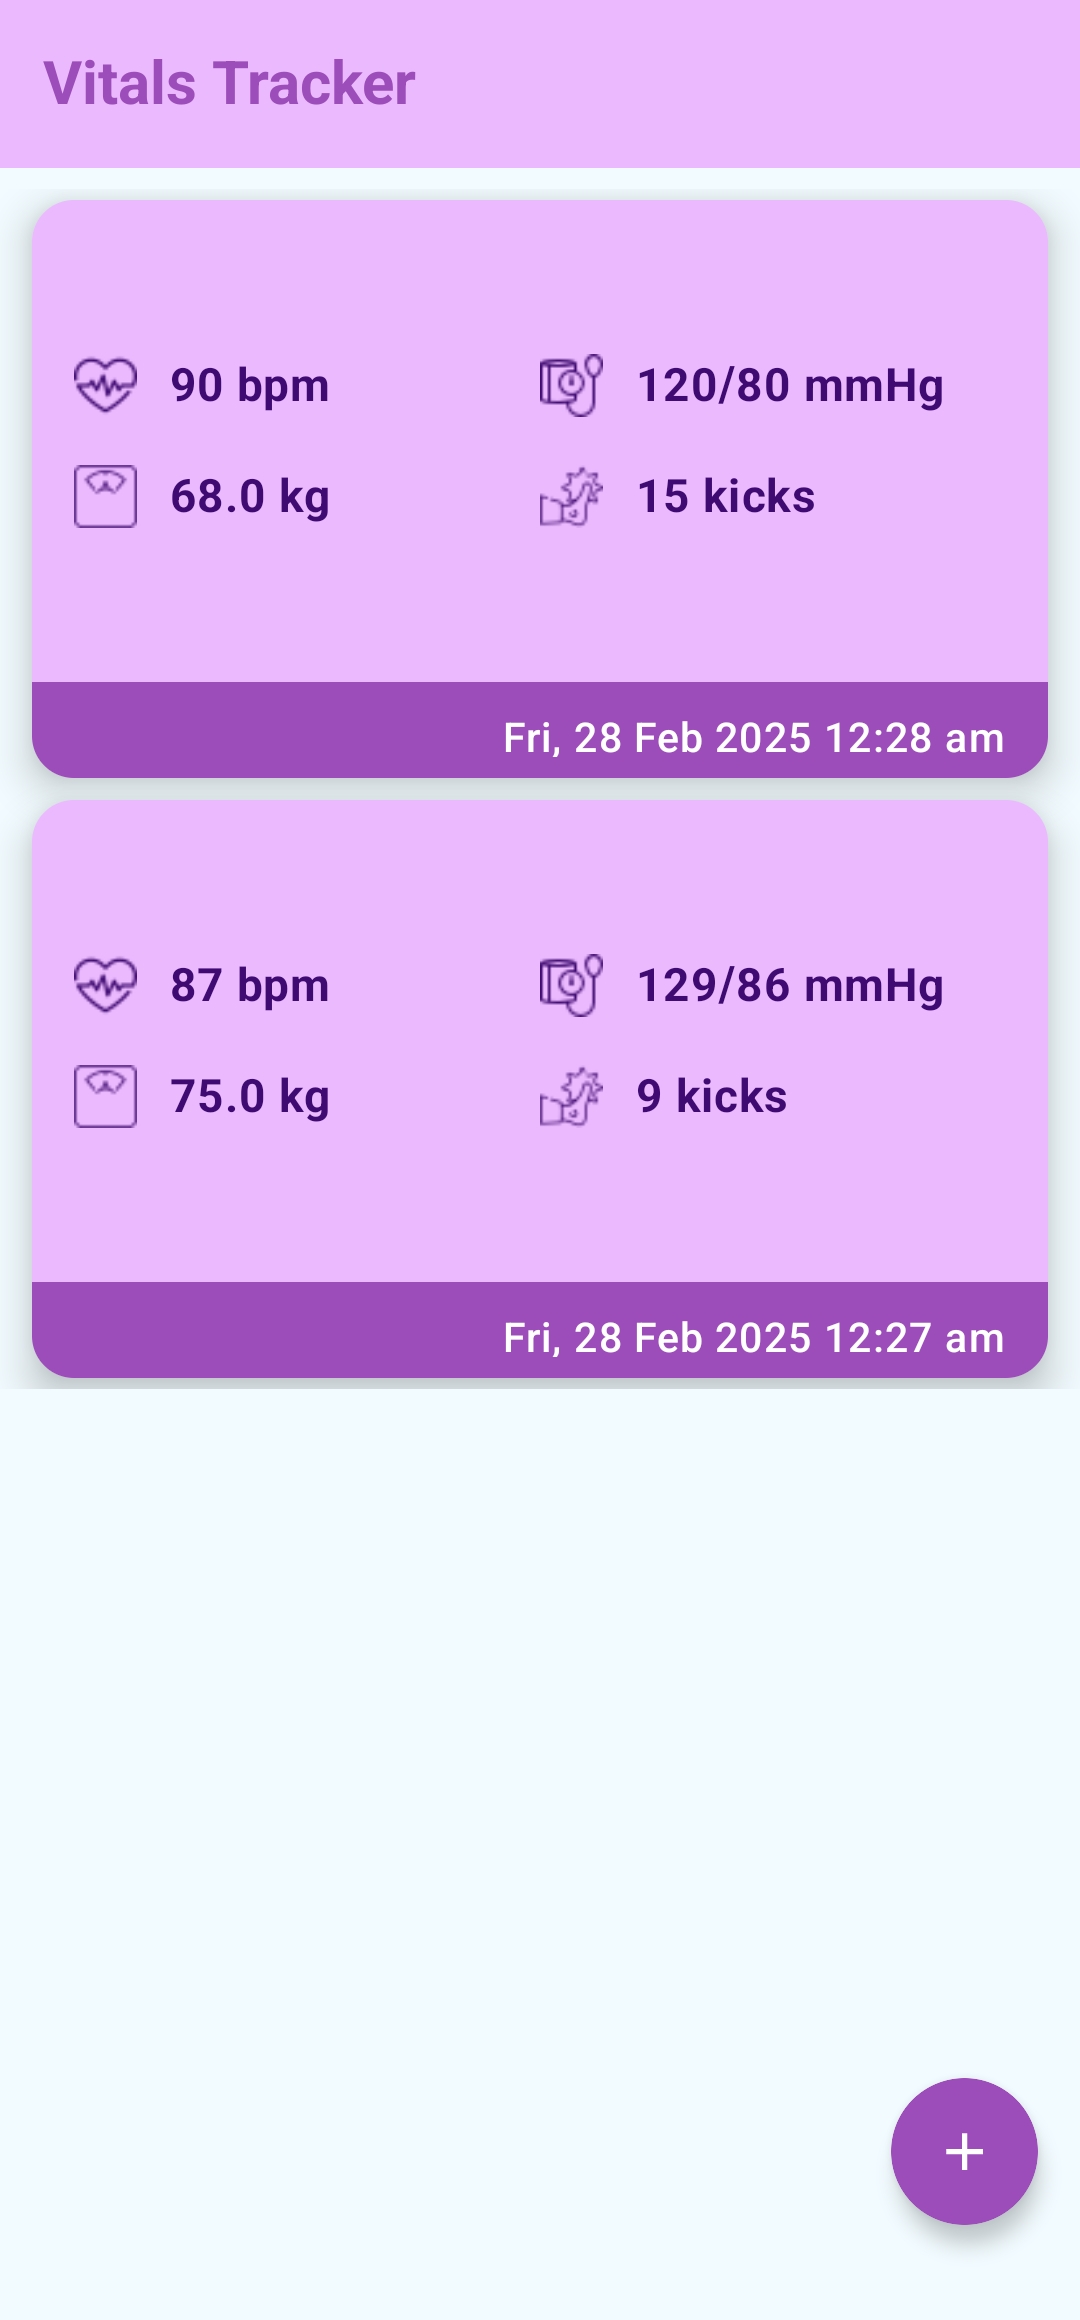 Vitals Tracker
90 bpm 120/80 mmHg
68.0 kg 15 kicks
Fri, 28 Feb 2025 12:28 am
87 bpm 129/86 mmHg
75.0 kg 9 kicks
Fri, 28 Feb 2025 12:27 am
+